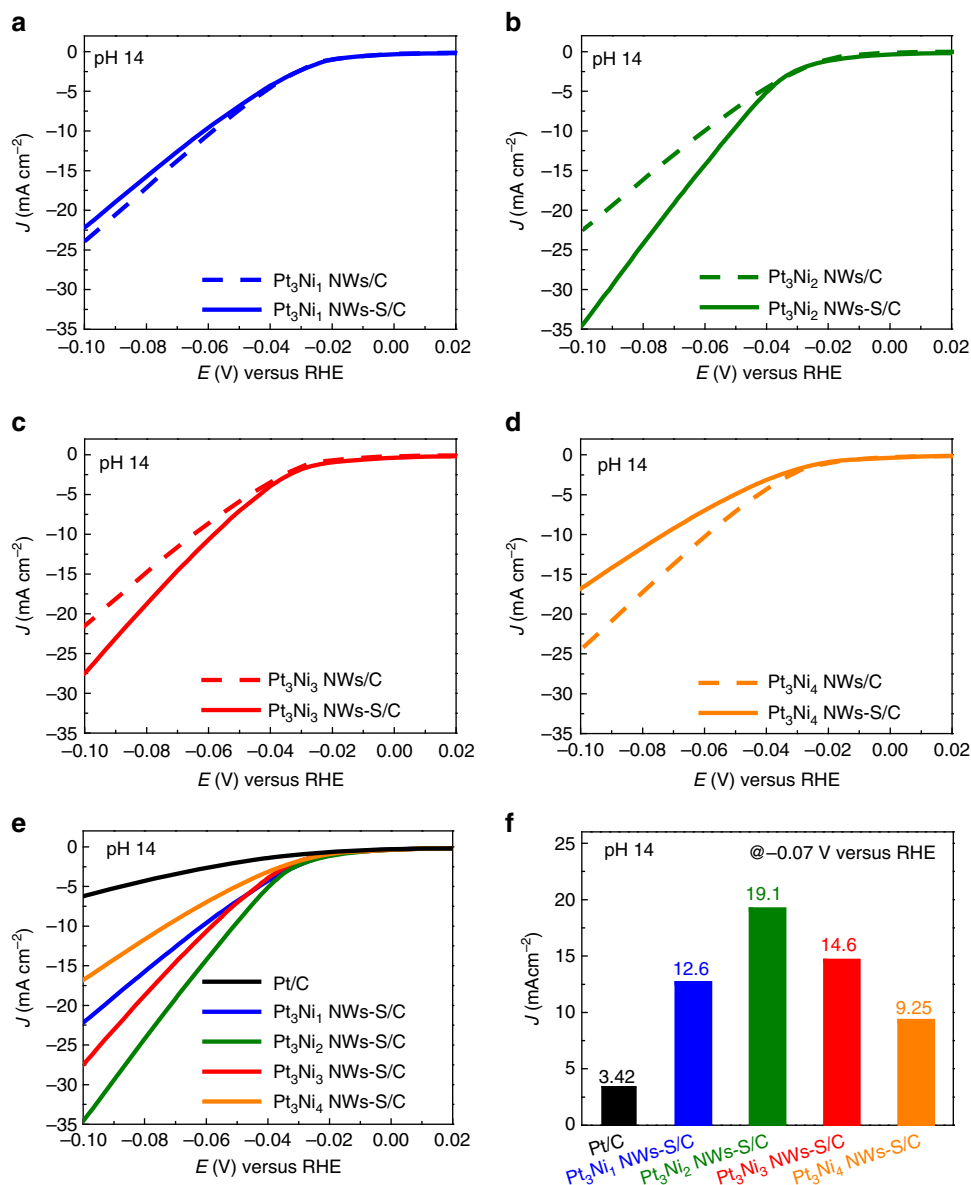 a
pH 14
0
–5
–10
–15
–20
–25
–30
–35
J (mA cm⁻²)
Pt₃Ni₁ NWs/C
Pt₃Ni₁ NWs-S/C
–0.10 –0.08 –0.06 –0.04 –0.02 0.00 0.02
E (V) versus RHE
b
pH 14
0
–5
–10
–15
–20
–25
–30
–35
J (mA cm⁻²)
Pt₃Ni₂ NWs/C
Pt₃Ni₂ NWs-S/C
–0.10 –0.08 –0.06 –0.04 –0.02 0.00 0.02
E (V) versus RHE
c
pH 14
0
–5
–10
–15
–20
–25
–30
–35
J (mA cm⁻²)
Pt₃Ni₃ NWs/C
Pt₃Ni₃ NWs-S/C
–0.10 –0.08 –0.06 –0.04 –0.02 0.00 0.02
E (V) versus RHE
d
pH 14
0
–5
–10
–15
–20
–25
–30
–35
J (mA cm⁻²)
Pt₃Ni₄ NWs/C
Pt₃Ni₄ NWs-S/C
–0.10 –0.08 –0.06 –0.04 –0.02 0.00 0.02
E (V) versus RHE
e
pH 14
0
–5
–10
–15
–20
–25
–30
–35
J (mA cm⁻²)
Pt/C
Pt₃Ni₁ NWs-S/C
Pt₃Ni₂ NWs-S/C
Pt₃Ni₃ NWs-S/C
Pt₃Ni₄ NWs-S/C
–0.10 –0.08 –0.06 –0.04 –0.02 0.00 0.02
E (V) versus RHE
f
pH 14
@–0.07 V versus RHE
25
20
15
10
5
0
J (mAcm⁻²)
3.42
12.6
19.1
14.6
9.25
Pt/C
Pt₃Ni₁ NWs-S/C
Pt₃Ni₂ NWs-S/C
Pt₃Ni₃ NWs-S/C
Pt₃Ni₄ NWs-S/C